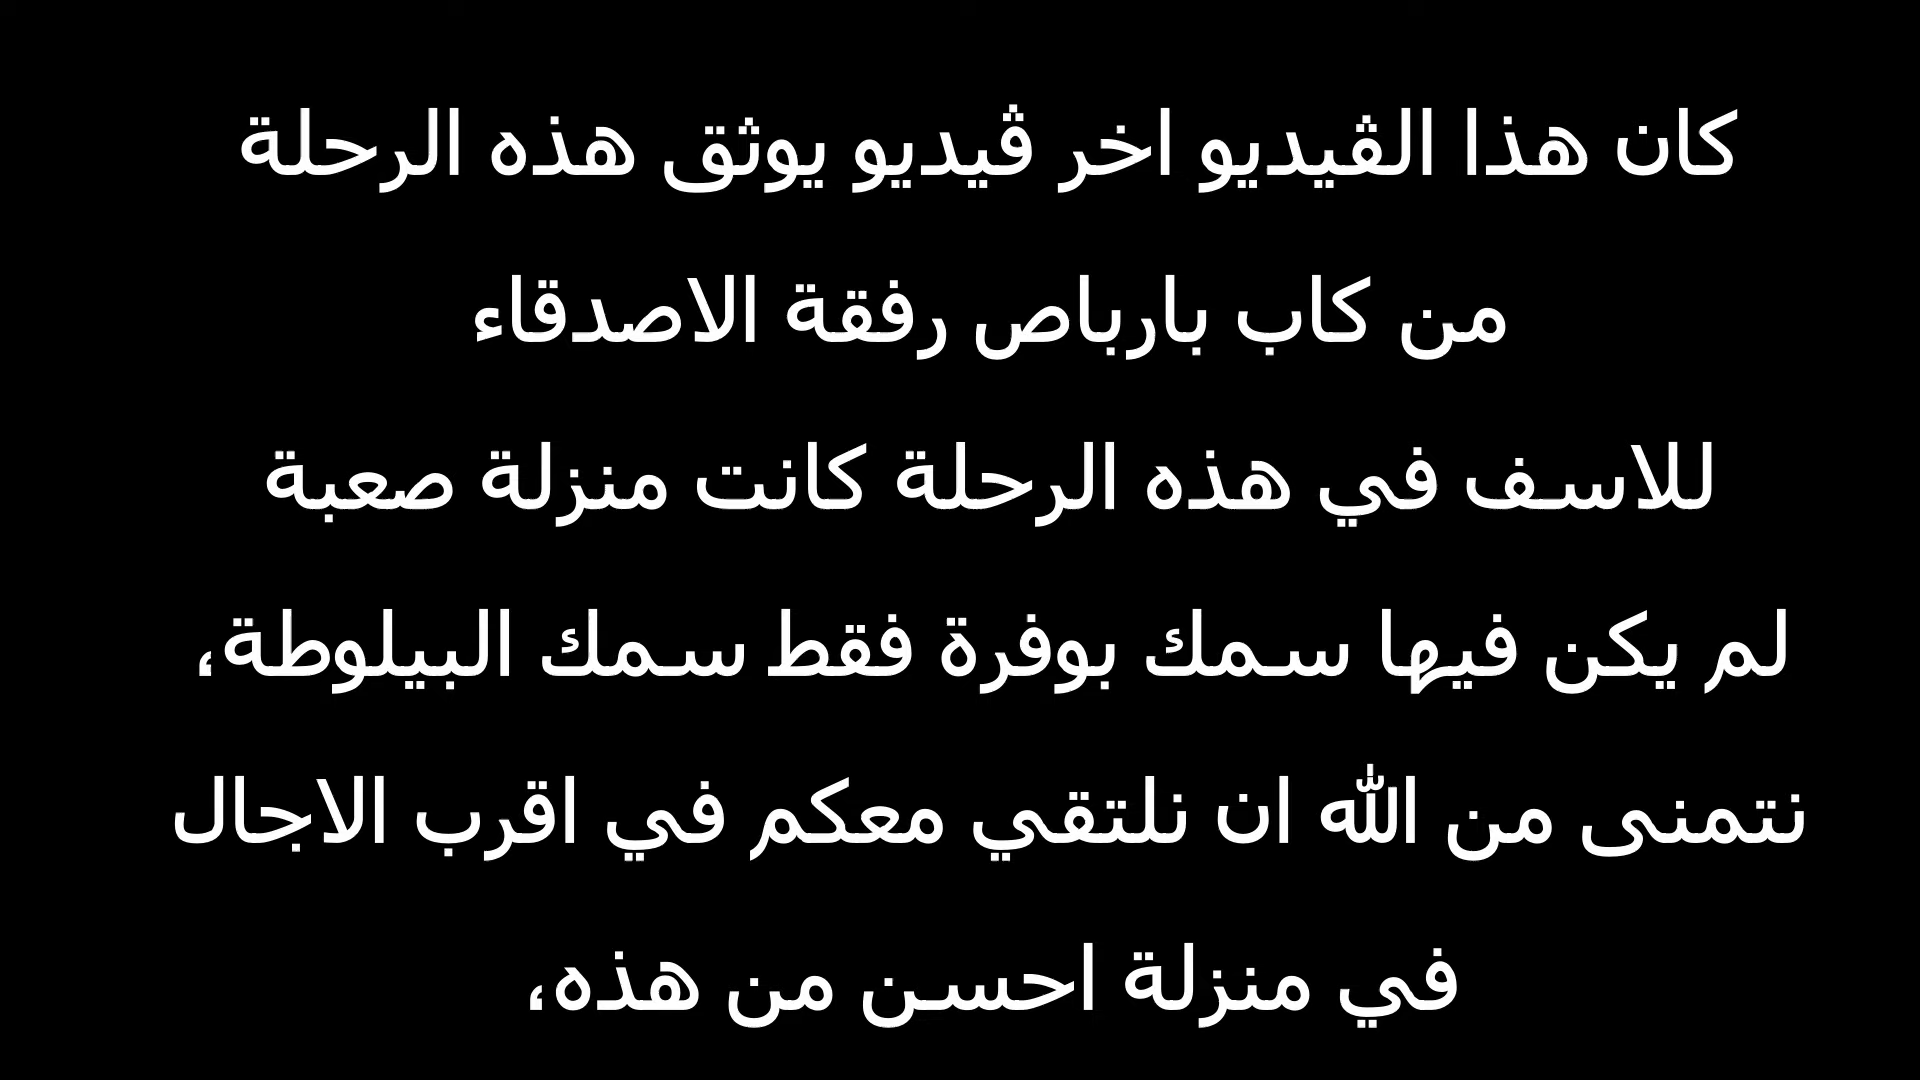 كان هذا الڤيديو اخر ڤيديو يوثق هذه الرحلة
من كاب بارباص رفقة الاصدقاء
للاسف في هذه الرحلة كانت منزلة صعبة
لم يكن فيها سمك بوفرة فقط سمك البيلوطة،
نتمنى من الله ان نلتقي معكم في اقرب الاجال
في منزلة احسن من هذه،